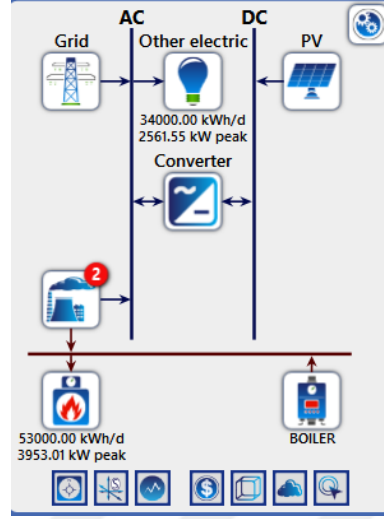 AC DC
Grid Other electric PV
34000.00 kWh/d
2561.55 kW peak
Converter
2
53000.00 kWh/d
3953.01 kW peak
BOILER
$